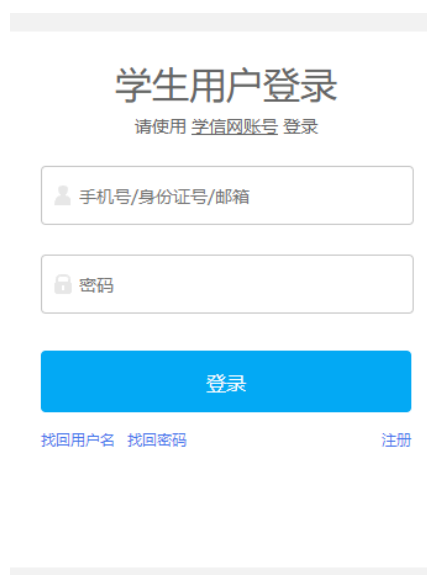 学生用户登录
请使用 学信网账号 登录
手机号/身份证号/邮箱
密码
登录
找回用户名 找回密码 注册